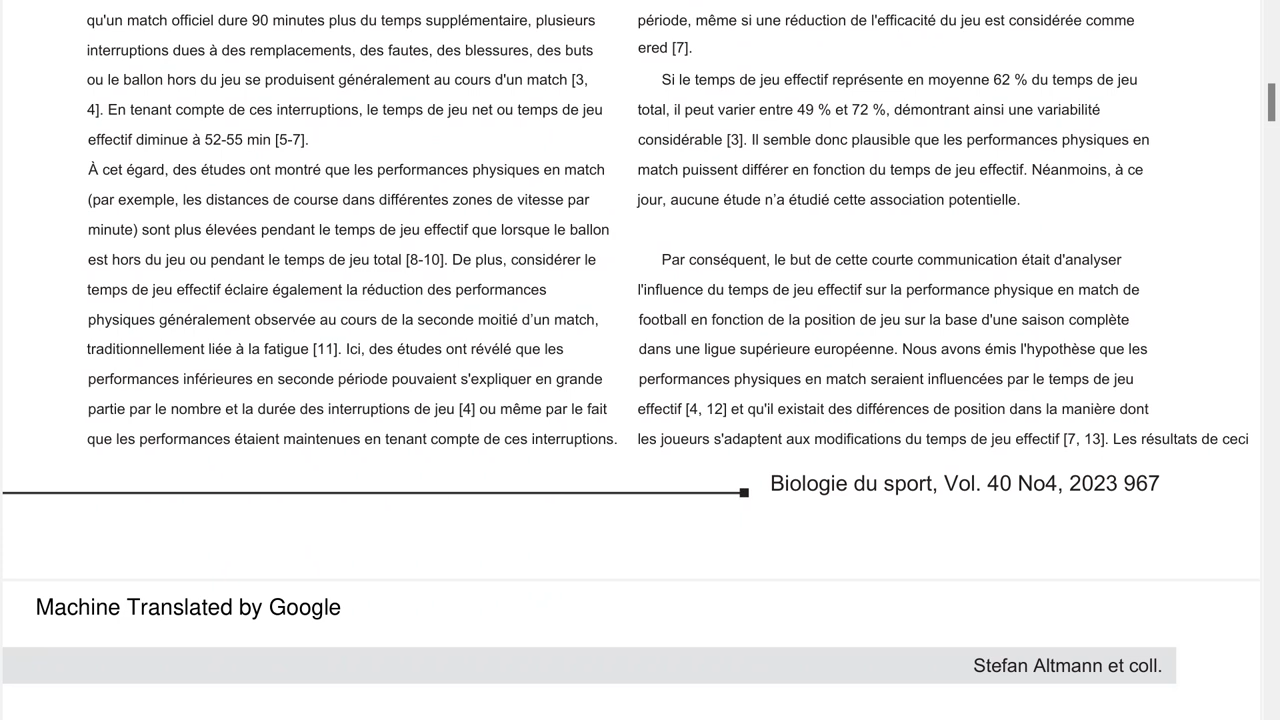 qu'un match officiel dure 90 minutes plus du temps supplémentaire, plusieurs
interruptions dues à des remplacements, des fautes, des blessures, des buts
ou le ballon hors du jeu se produisent généralement au cours d'un match [3,
4]. En tenant compte de ces interruptions, le temps de jeu net ou temps de jeu
effectif diminue à 52-55 min [5-7].
À cet égard, des études ont montré que les performances physiques en match
(par exemple, les distances de course dans différentes zones de vitesse par
minute) sont plus élevées pendant le temps de jeu effectif que lorsque le ballon
est hors du jeu ou pendant le temps de jeu total [8-10]. De plus, considérer le
temps de jeu effectif éclaire également la réduction des performances
physiques généralement observée au cours de la seconde moitié d’un match,
traditionnellement liée à la fatigue [11]. Ici, des études ont révélé que les
performances inférieures en seconde période pouvaient s'expliquer en grande
partie par le nombre et la durée des interruptions de jeu [4] ou même par le fait
que les performances étaient maintenues en tenant compte de ces interruptions.
période, même si une réduction de l'efficacité du jeu est considérée comme
ered [7].
Si le temps de jeu effectif représente en moyenne 62 % du temps de jeu
total, il peut varier entre 49 % et 72 %, démontrant ainsi une variabilité
considérable [3]. Il semble donc plausible que les performances physiques en
match puissent différer en fonction du temps de jeu effectif. Néanmoins, à ce
jour, aucune étude n’a étudié cette association potentielle.
Par conséquent, le but de cette courte communication était d'analyser
l'influence du temps de jeu effectif sur la performance physique en match de
football en fonction de la position de jeu sur la base d'une saison complète
dans une ligue supérieure européenne. Nous avons émis l'hypothèse que les
performances physiques en match seraient influencées par le temps de jeu
effectif [4, 12] et qu'il existait des différences de position dans la manière dont
les joueurs s'adaptent aux modifications du temps de jeu effectif [7, 13]. Les résultats de ceci
Biologie du sport, Vol. 40 No4, 2023 967
Machine Translated by Google
Stefan Altmann et coll.